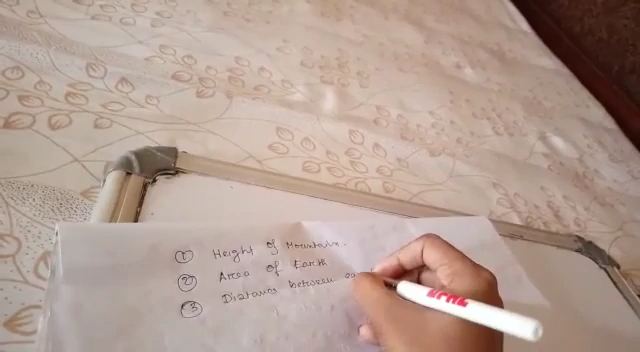 ① Height of Mountain.
② Area of Earth
③ Distance between